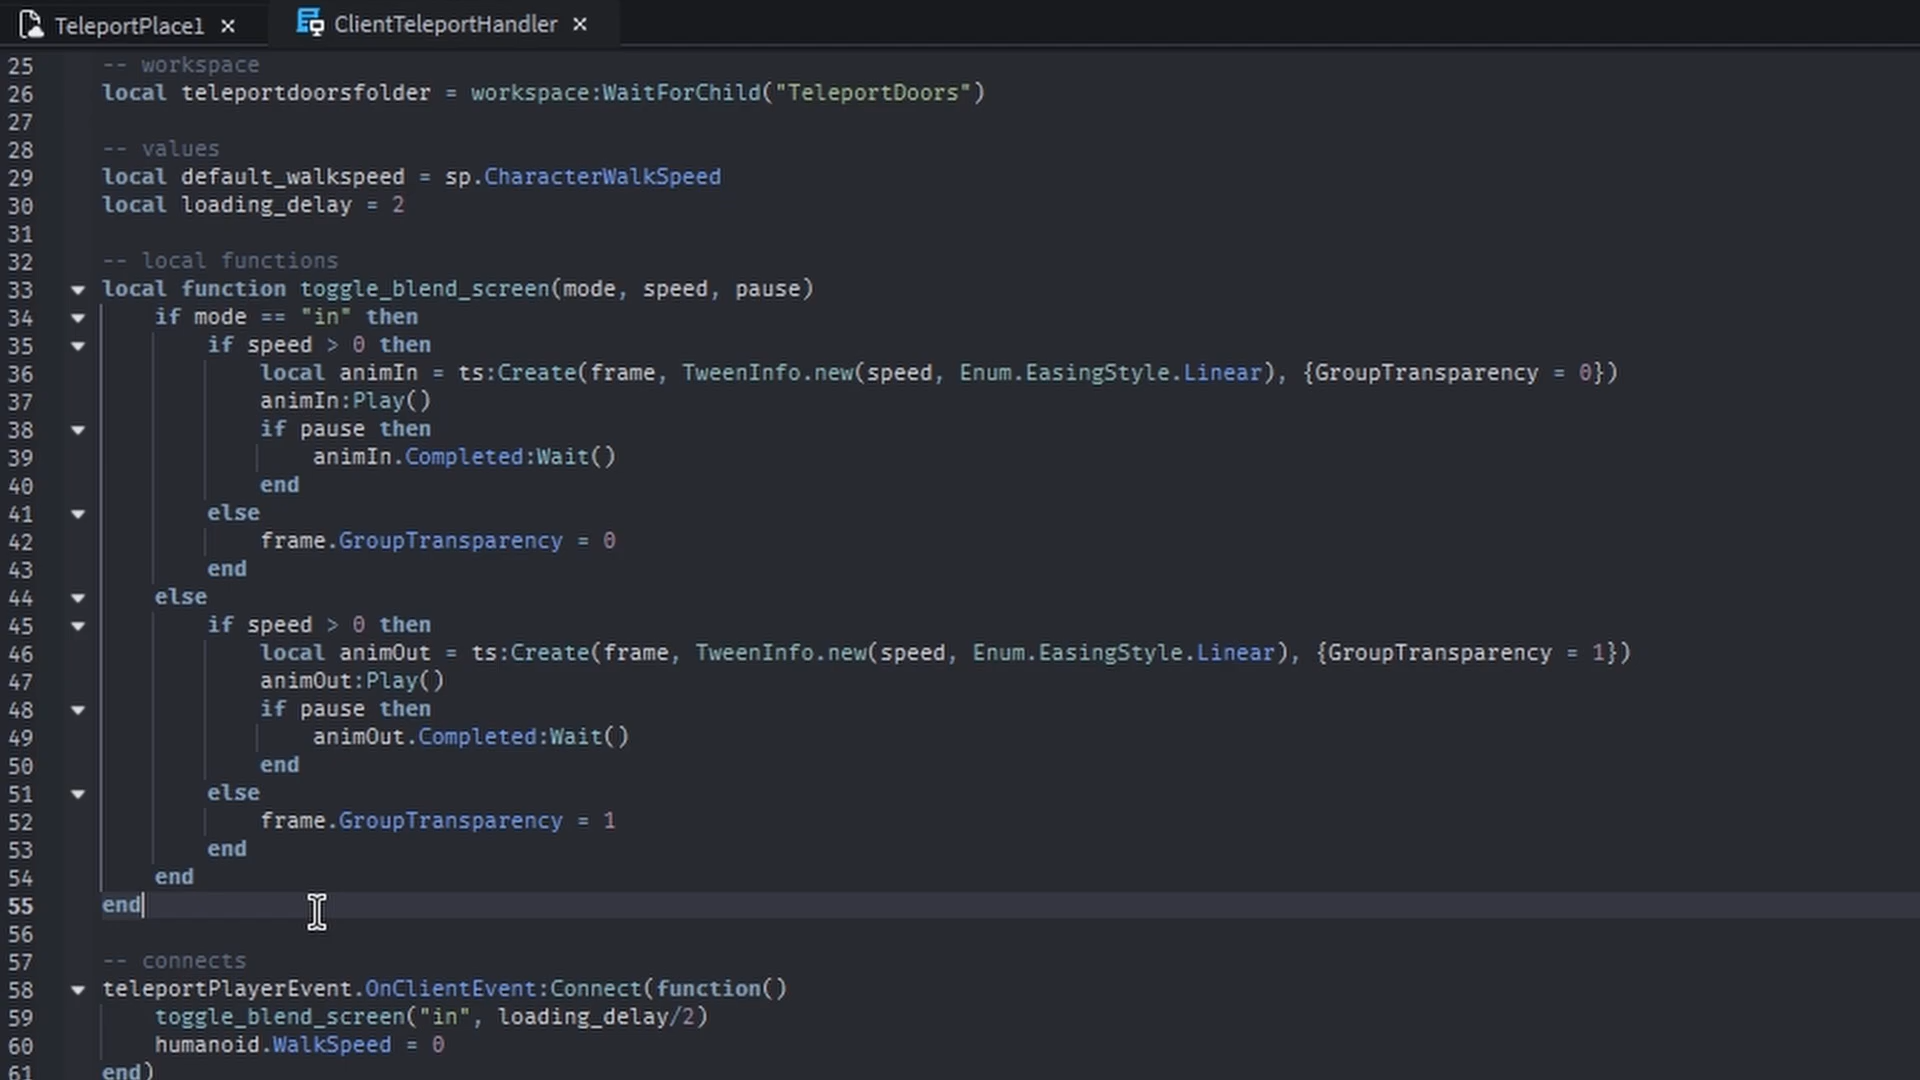 TeleportPlace1 ×
ClientTeleportHandler ×
25 -- workspace
26 local teleportdoorsfolder = workspace:WaitForChild("TeleportDoors")
27
28 -- values
29 local default_walkspeed = sp.CharacterWalkSpeed
30 local loading_delay = 2
31
32 -- local functions
33 local function toggle_blend_screen(mode, speed, pause)
34     if mode == "in" then
35         if speed > 0 then
36             local animIn = ts:Create(frame, TweenInfo.new(speed, Enum.EasingStyle.Linear), {GroupTransparency = 0})
37             animIn:Play()
38             if pause then
39                 animIn.Completed:Wait()
40             end
41         else
42             frame.GroupTransparency = 0
43         end
44     else
45         if speed > 0 then
46             local animOut = ts:Create(frame, TweenInfo.new(speed, Enum.EasingStyle.Linear), {GroupTransparency = 1})
47             animOut:Play()
48             if pause then
49                 animOut.Completed:Wait()
50             end
51         else
52             frame.GroupTransparency = 1
53         end
54     end
55 end
56
57 -- connects
58 teleportPlayerEvent.OnClientEvent:Connect(function()
59     toggle_blend_screen("in", loading_delay/2)
60     humanoid.WalkSpeed = 0
61 end)